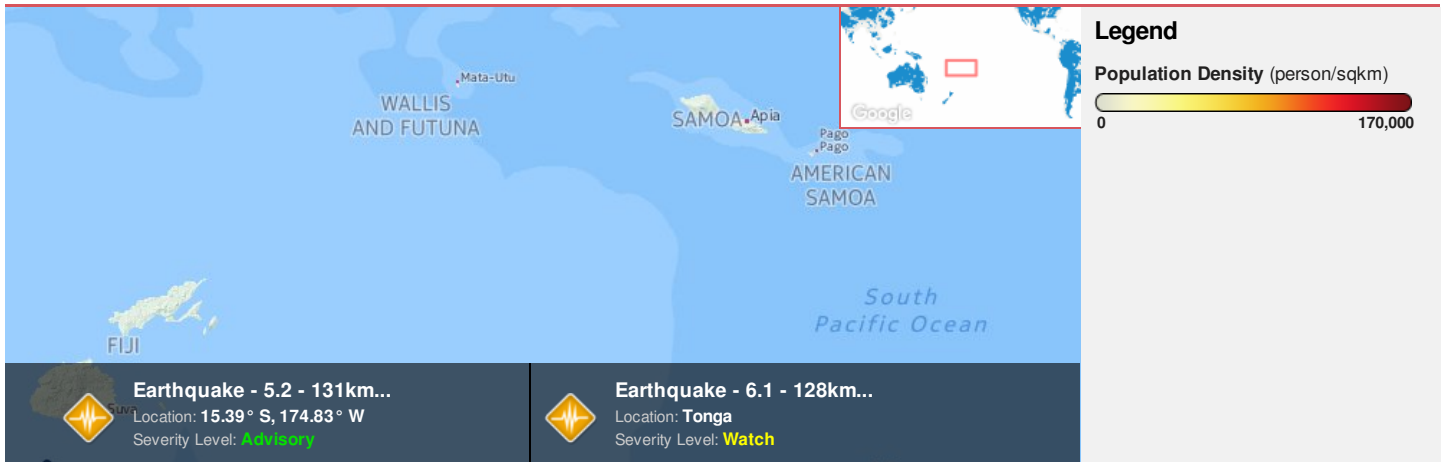 Mata-Utu
WALLIS
AND FUTUNA
SAMOA
Apia
Pago
Pago
AMERICAN
SAMOA
Google
South
Pacific Ocean
FIJI
Suva
Earthquake - 5.2 - 131km...
Location: 15.39° S, 174.83° W
Severity Level: Advisory
Earthquake - 6.1 - 128km...
Location: Tonga
Severity Level: Watch
Legend
Population Density (person/sqkm)
0 170,000